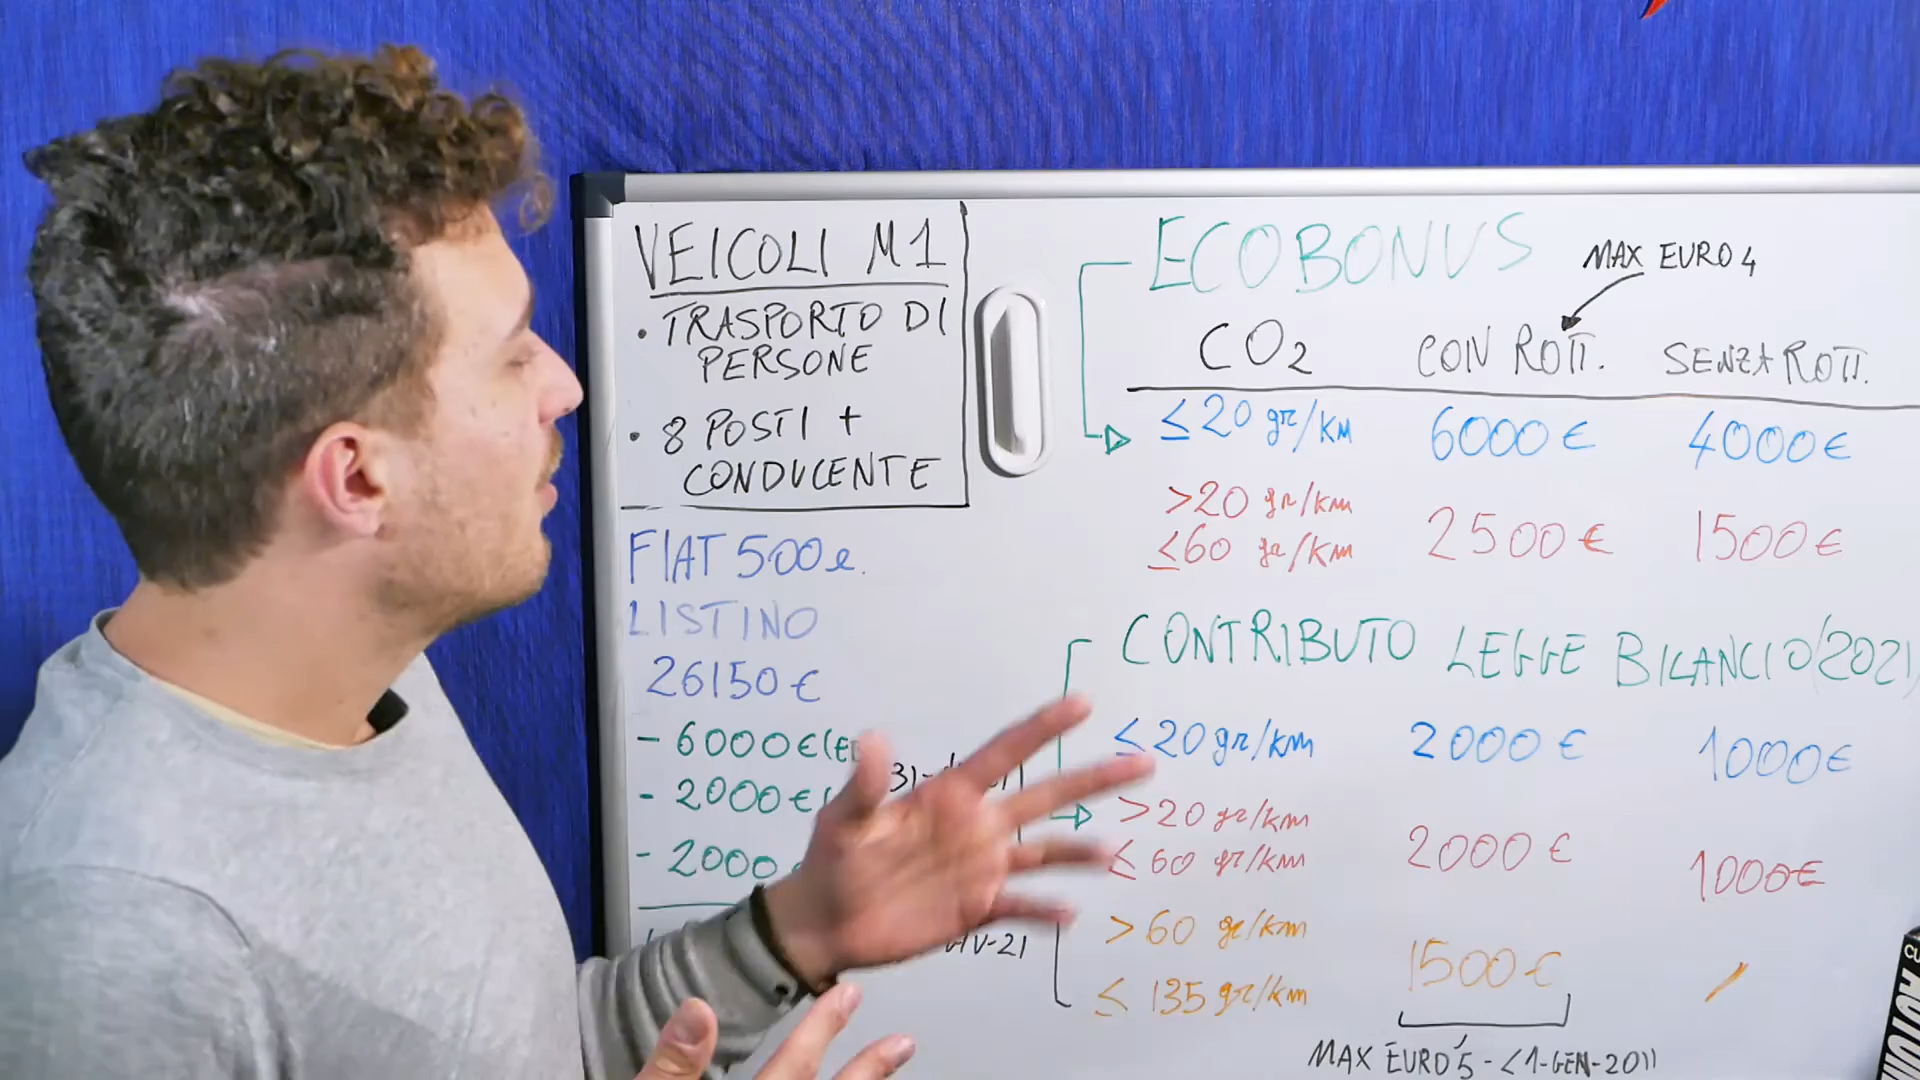 VEICOLI M1
• TRASPORTO DI
PERSONE
• 8 POSTI +
CONDUCENTE
FIAT 500e.
LISTINO
26150 €
- 6000 € (E
- 2000 € (
- 2000
ECOBONUS
MAX EURO 4
CO2 CON ROTT. SENZA ROTT.
≤20 gr/km 6000 € 4000 €
>20 gr/km
≤60 gr/km 2500 € 1500 €
CONTRIBUTO LEGGE BILANCIO (2021)
≤20 gr/km 2000 € 1000 €
>20 gr/km
≤ 60 gr/km 2000 € 1000 €
> 60 gr/km
≤ 135 gr/km 1500 €
MAX EURO 5 - <1-GEN-2011